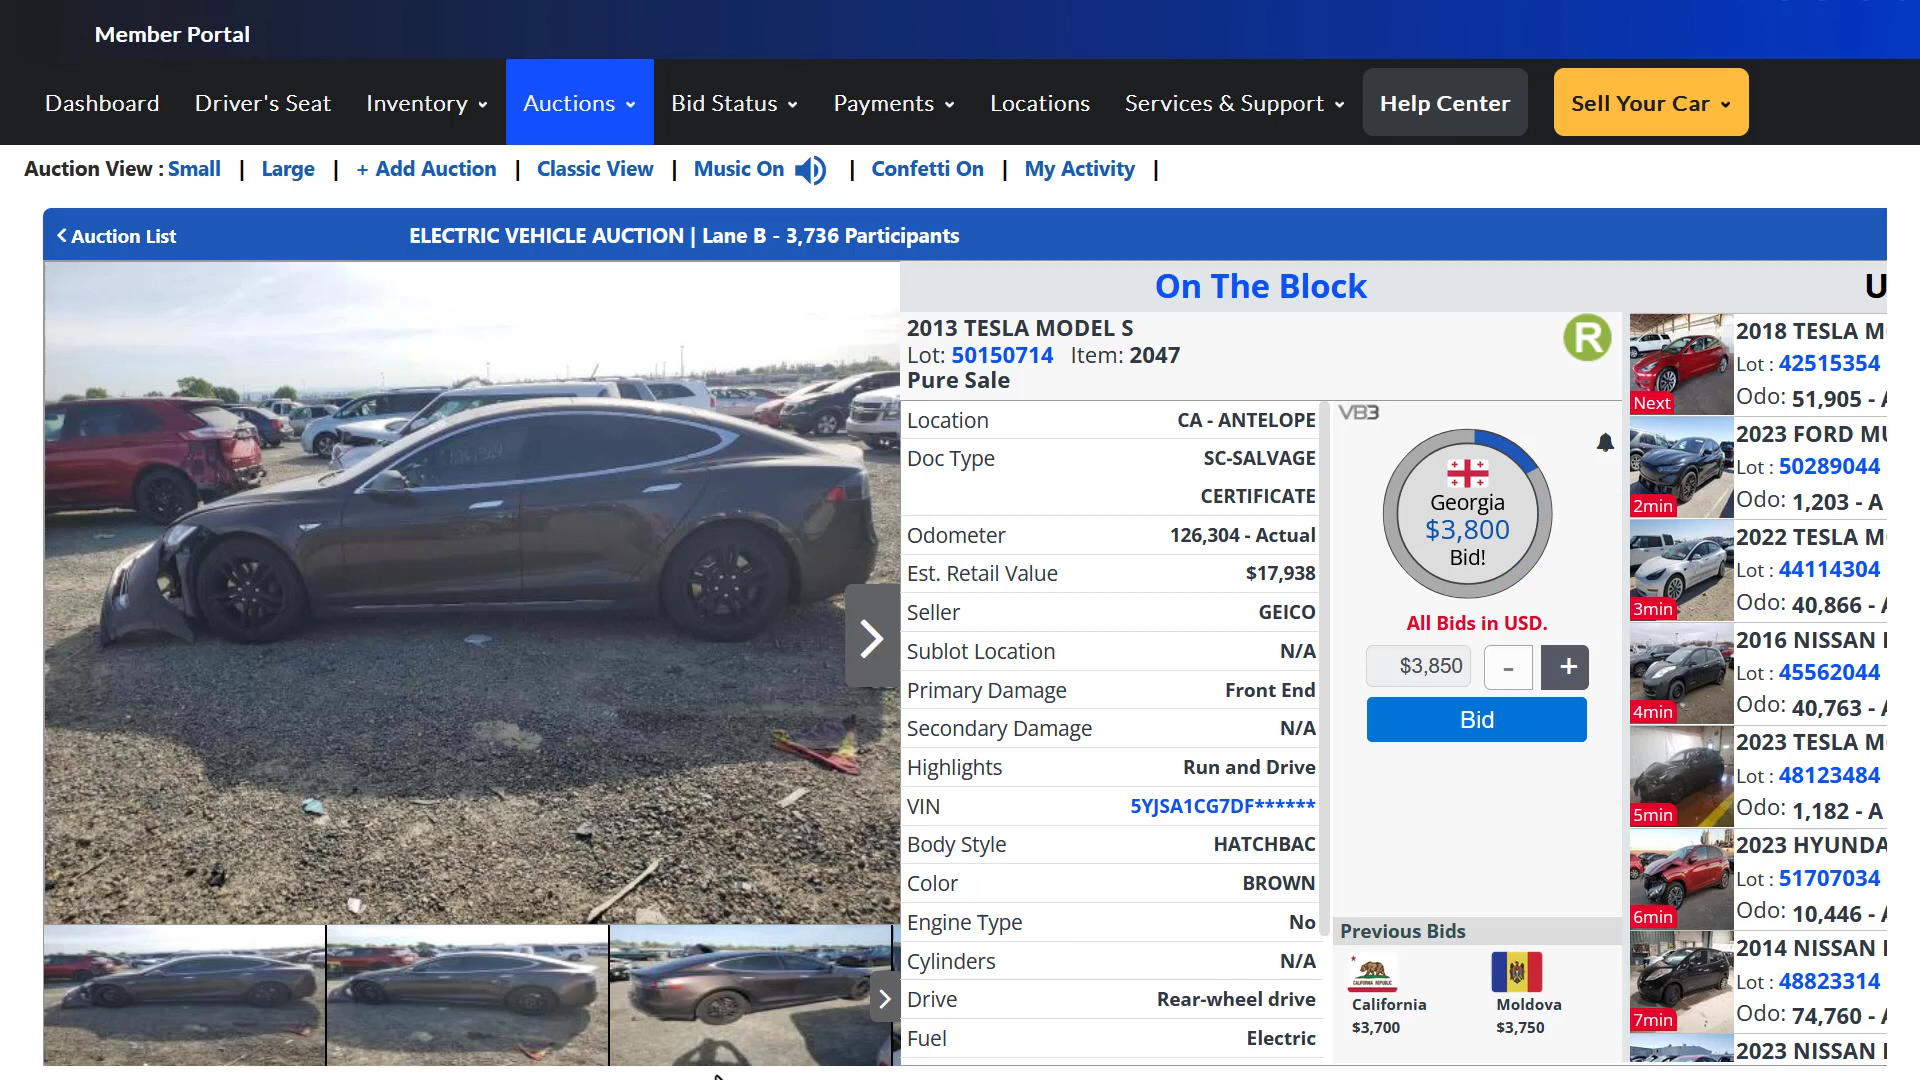 Member Portal
Dashboard
Driver's Seat
Inventory
Auctions
Bid Status
Payments
Locations
Services & Support
Help Center
Sell Your Car
Auction View : Small | Large | + Add Auction | Classic View | Music On | Confetti On | My Activity |
Auction List
ELECTRIC VEHICLE AUCTION | Lane B - 3,736 Participants
On The Block
2013 TESLA MODEL S
Lot: 50150714 Item: 2047
Pure Sale
R
Location CA - ANTELOPE
Doc Type SC-SALVAGE
CERTIFICATE
Odometer 126,304 - Actual
Est. Retail Value $17,938
Seller GEICO
Sublot Location N/A
Primary Damage Front End
Secondary Damage N/A
Highlights Run and Drive
VIN 5YJSA1CG7DF******
Body Style HATCHBAC
Color BROWN
Engine Type No
Cylinders N/A
Drive Rear-wheel drive
Fuel Electric
VB3
Georgia
$3,800
Bid!
All Bids in USD.
$3,850
-
+
Bid
Previous Bids
California
$3,700
Moldova
$3,750
U
2018 TESLA M
Lot : 42515354
Odo: 51,905 - A
Next
2023 FORD MU
Lot : 50289044
Odo: 1,203 - A
2min
2022 TESLA M
Lot : 44114304
Odo: 40,866 - A
3min
2016 NISSAN
Lot : 45562044
Odo: 40,763 - A
4min
2023 TESLA M
Lot : 48123484
Odo: 1,182 - A
5min
2023 HYUNDA
Lot : 51707034
Odo: 10,446 - A
6min
2014 NISSAN
Lot : 48823314
Odo: 74,760 - A
7min
2023 NISSAN